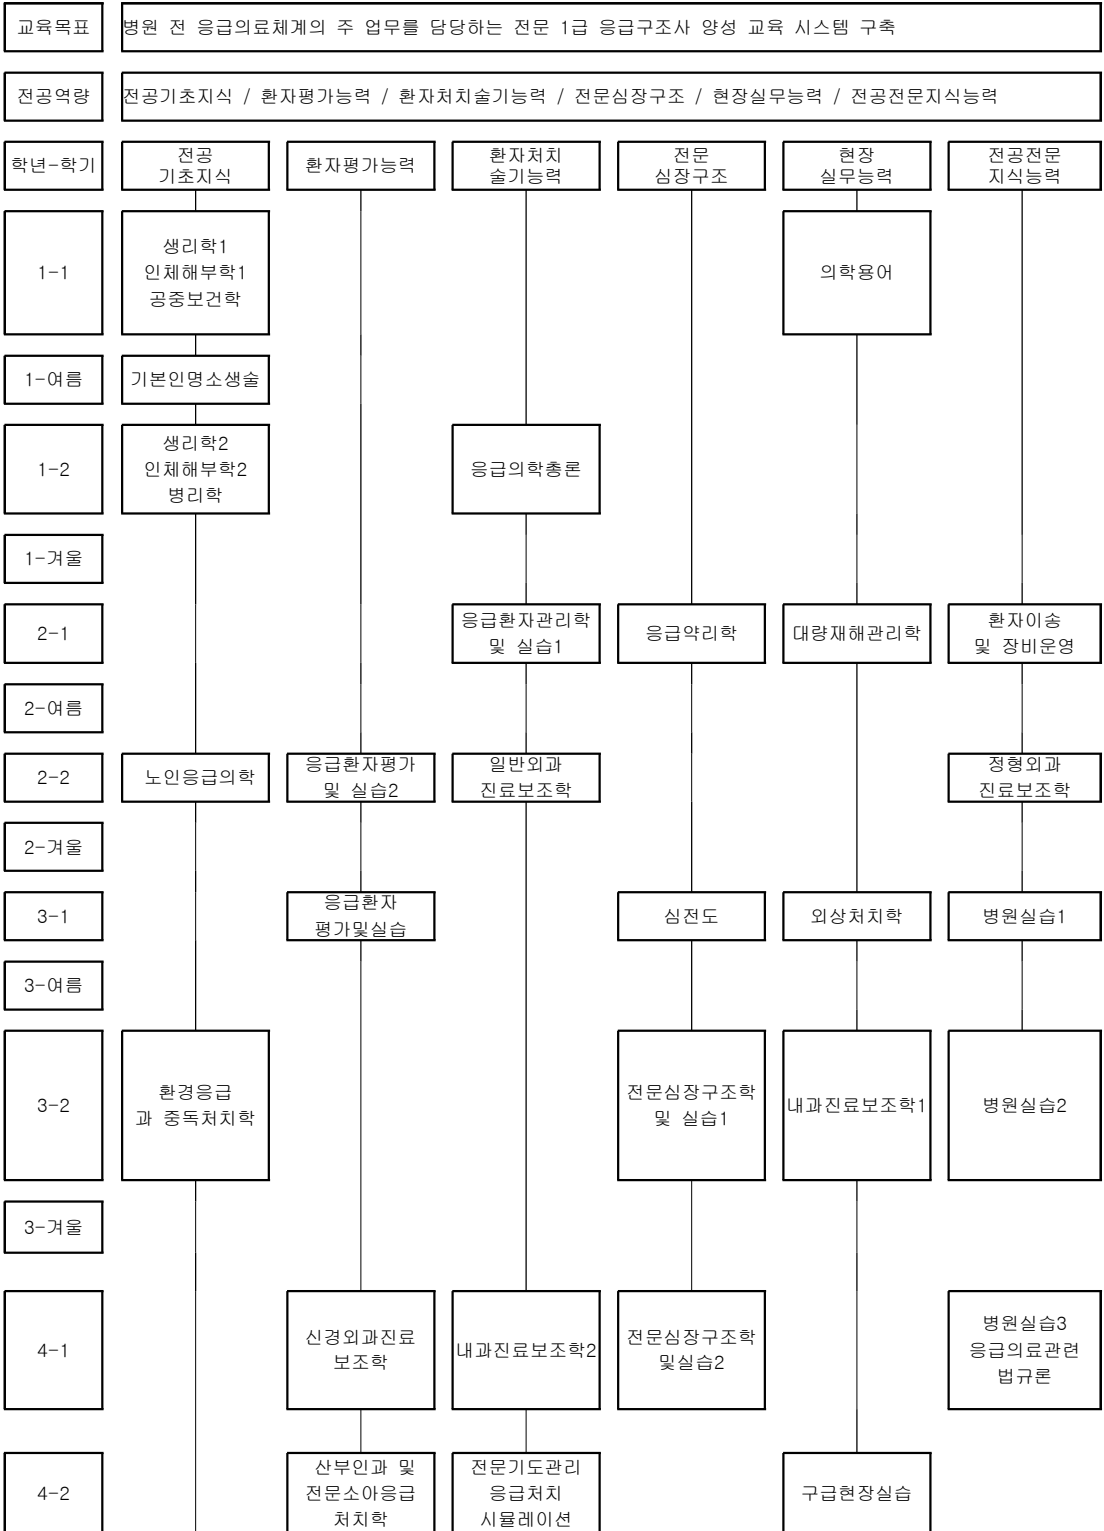 교육목표
병원 전 응급의료체계의 주 업무를 담당하는 전문 1급 응급구조사 양성 교육 시스템 구축
전공역량
전공기초지식 / 환자평가능력 / 환자처치술기능력 / 전문심장구조 / 현장실무능력 / 전공전문지식능력
학년-학기
전공
기초지식
환자평가능력
환자처치
술기능력
전문
심장구조
현장
실무능력
전공전문
지식능력
1-1
생리학1
인체해부학1
공중보건학
의학용어
1-여름
기본인명소생술
1-2
생리학2
인체해부학2
병리학
응급의학총론
1-겨울
2-1
응급환자관리학
및 실습1
응급약리학
대량재해관리학
환자이송
및 장비운영
2-여름
2-2
노인응급의학
응급환자평가
및 실습2
일반외과
진료보조학
정형외과
진료보조학
2-겨울
3-1
응급환자
평가및실습
심전도
외상처치학
병원실습1
3-여름
3-2
환경응급
과 중독처치학
전문심장구조학
및 실습1
내과진료보조학1
병원실습2
3-겨울
4-1
신경외과진료
보조학
내과진료보조학2
전문심장구조학
및실습2
병원실습3
응급의료관련
법규론
4-2
산부인과 및
전문소아응급
처치학
전문기도관리
응급처치
시뮬레이션
구급현장실습